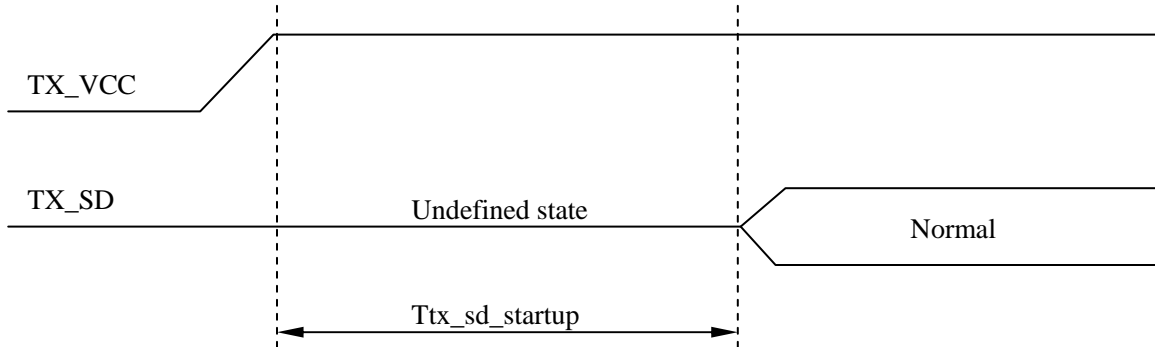 TX_VCC
TX_SD
Undefined state
Normal
Ttx_sd_startup